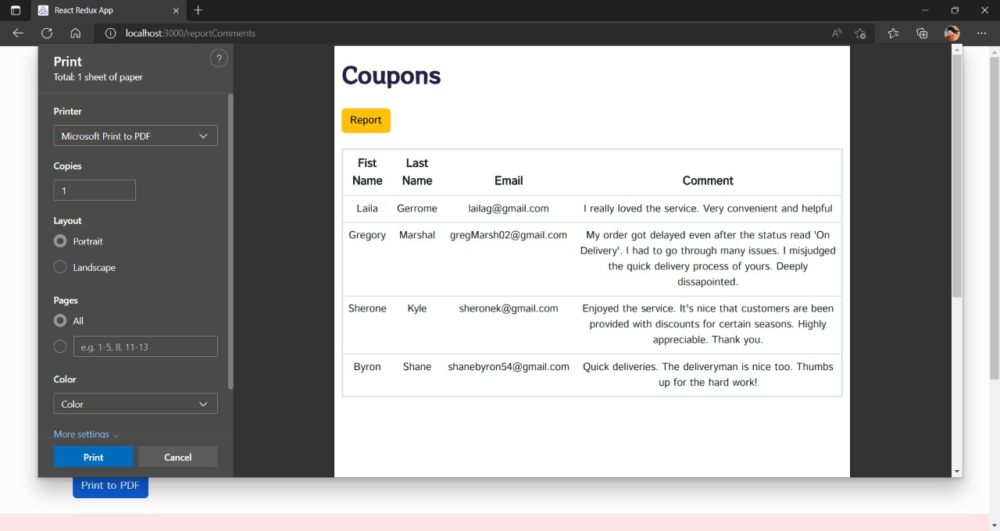 React Redux App
localhost:3000/reportComments
Print
Total: 1 sheet of paper
?
Printer
Microsoft Print to PDF
Copies
1
Layout
Portrait
Landscape
Pages
All
e.g. 1-5, 8, 11-13
Color
Color
More settings
Print Cancel
Print to PDF
Coupons
Report
Fist Last
Name Name Email Comment
Laila Gerrome lailag@gmail.com I really loved the service. Very convenient and helpful
Gregory Marshal gregMarsh02@gmail.com My order got delayed even after the status read 'On
Delivery'. I had to go through many issues. I misjudged
the quick delivery process of yours. Deeply
dissapointed.
Sherone Kyle sheronek@gmail.com Enjoyed the service. It's nice that customers are been
provided with discounts for certain seasons. Highly
appreciable. Thank you.
Byron Shane shanebyron54@gmail.com Quick deliveries. The deliveryman is nice too. Thumbs
up for the hard work!